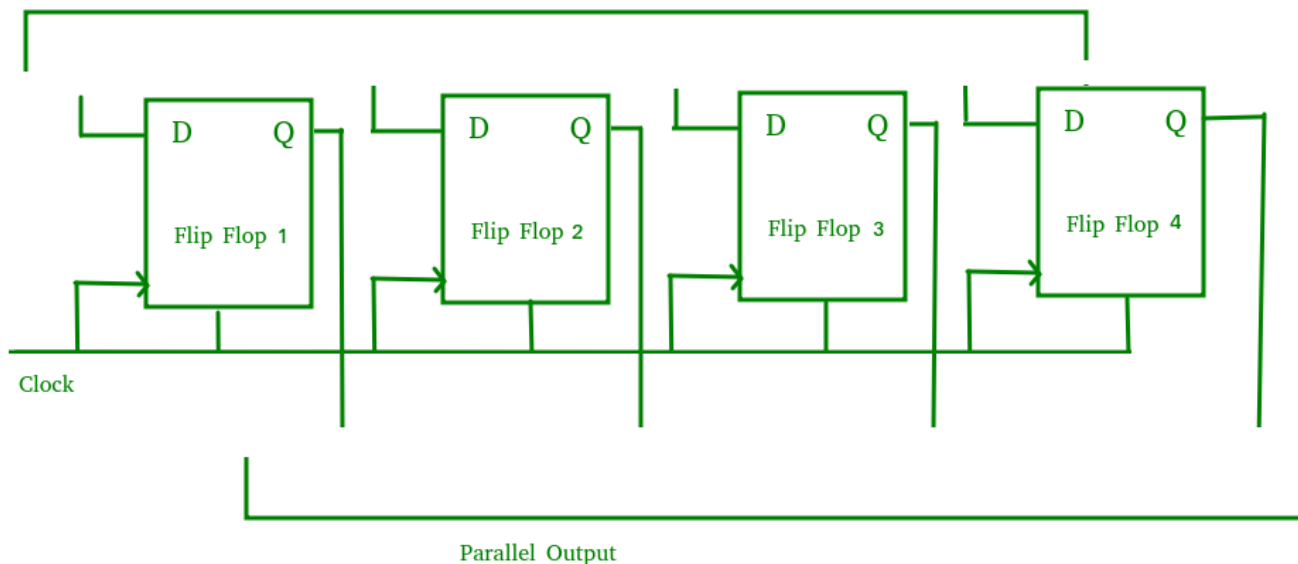 D Q D Q D Q D Q
Flip Flop 1 Flip Flop 2 Flip Flop 3 Flip Flop 4
Clock
Parallel Output